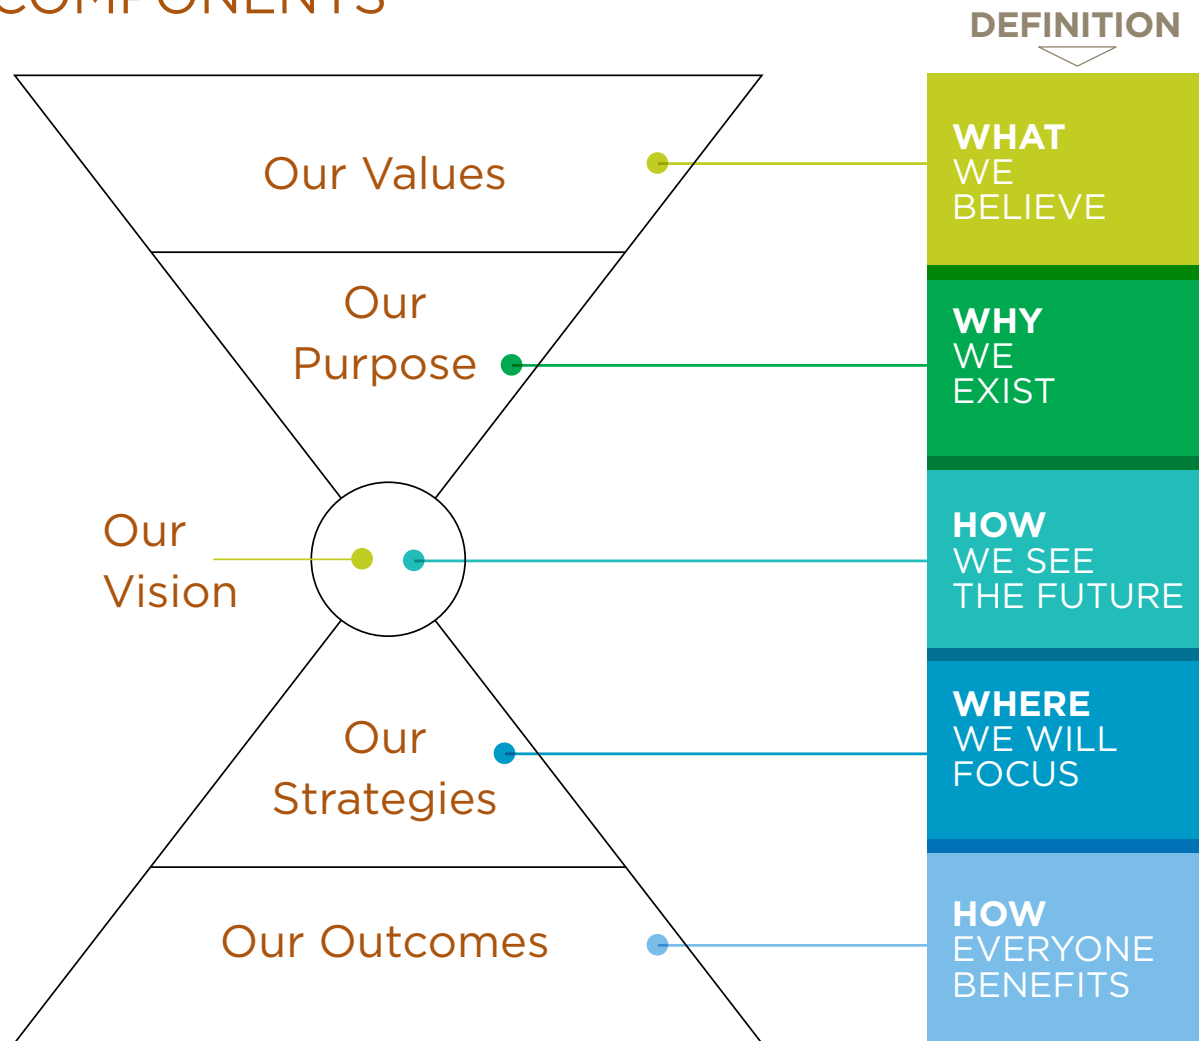 COMPONENTS
DEFINITION
Our Values
WHAT
WE
BELIEVE
Our
Purpose
WHY
WE
EXIST
Our
Vision
HOW
WE SEE
THE FUTURE
Our
Strategies
WHERE
WE WILL
FOCUS
Our Outcomes
HOW
EVERYONE
BENEFITS